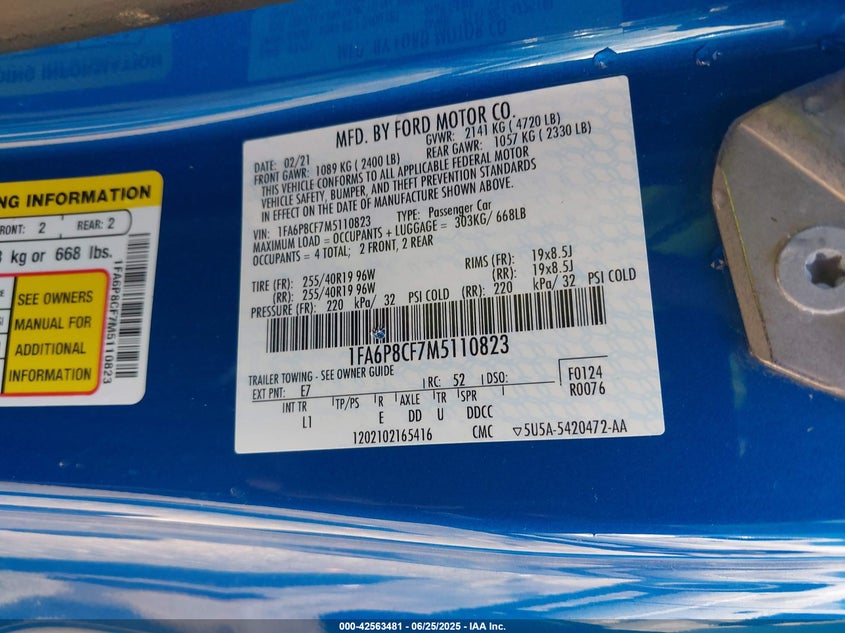 NG INFORMATION
FRONT: 2 REAR: 2
kg or 668 lbs.
SEE OWNERS
MANUAL FOR
ADDITIONAL
INFORMATION
1FA6P8CF7M5110823
MFD. BY FORD MOTOR CO.
DATE: 02/21 GVWR: 2141 KG ( 4720 LB)
FRONT GAWR: 1089 KG ( 2400 LB) REAR GAWR: 1057 KG ( 2330 LB)
THIS VEHICLE CONFORMS TO ALL APPLICABLE FEDERAL MOTOR
VEHICLE SAFETY, BUMPER, AND THEFT PREVENTION STANDARDS
IN EFFECT ON THE DATE OF MANUFACTURE SHOWN ABOVE.
VIN: 1FA6P8CF7M5110823 TYPE: Passenger Car
MAXIMUM LOAD = OCCUPANTS + LUGGAGE = 303KG/ 668LB
OCCUPANTS = 4 TOTAL; 2 FRONT, 2 REAR
TIRE (FR): 255/40R19 96W RIMS (FR): 19x8.5J
(RR): 255/40R19 96W (RR): 19x8.5J
PRESSURE (FR): 220 kPa/ 32 PSI COLD (RR): 220 kPa/ 32 PSI COLD
1FA6P8CF7M5110823
TRAILER TOWING - SEE OWNER GUIDE
EXT PNT: E7 RC: 52 DSO: F0124
INT TR TP/PS R AXLE TR SPR R0076
L1 E DD U DDCC
1202102165416 CMC ▽5U5A-5420472-AA
000-42563481 - 06/25/2025 - IAA Inc.